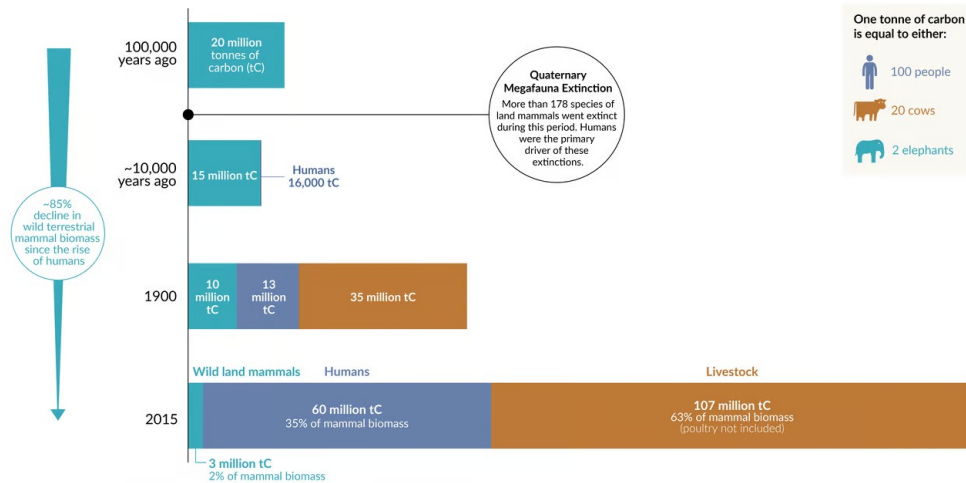 100,000
years ago
20 million
tonnes of
carbon (tC)
Quaternary
Megafauna Extinction
More than 178 species of
land mammals went extinct
during this period. Humans
were the primary
driver of these
extinctions.
One tonne of carbon
is equal to either:
100 people
20 cows
2 elephants
~10,000
years ago
15 million tC
Humans
16,000 tC
~85%
decline in
wild terrestrial
mammal biomass
since the rise
of humans
1900
10
million
tC
13
million
tC
35 million tC
Wild land mammals
Humans
Livestock
2015
60 million tC
35% of mammal biomass
107 million tC
63% of mammal biomass
(poultry not included)
3 million tC
2% of mammal biomass